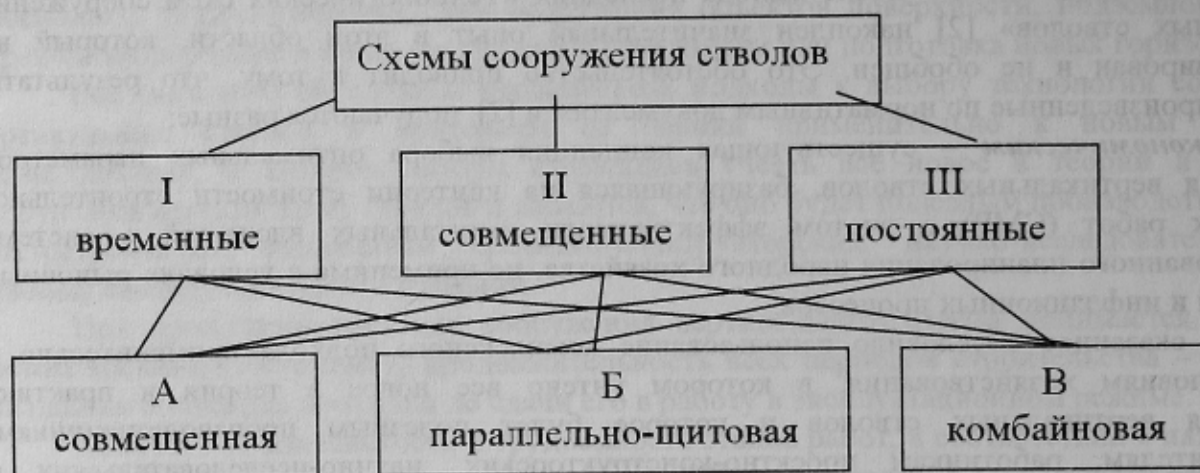 Схемы сооружения стволов
I II III
временные совмещенные постоянные
А Б В
совмещенная параллельно-щитовая комбайновая